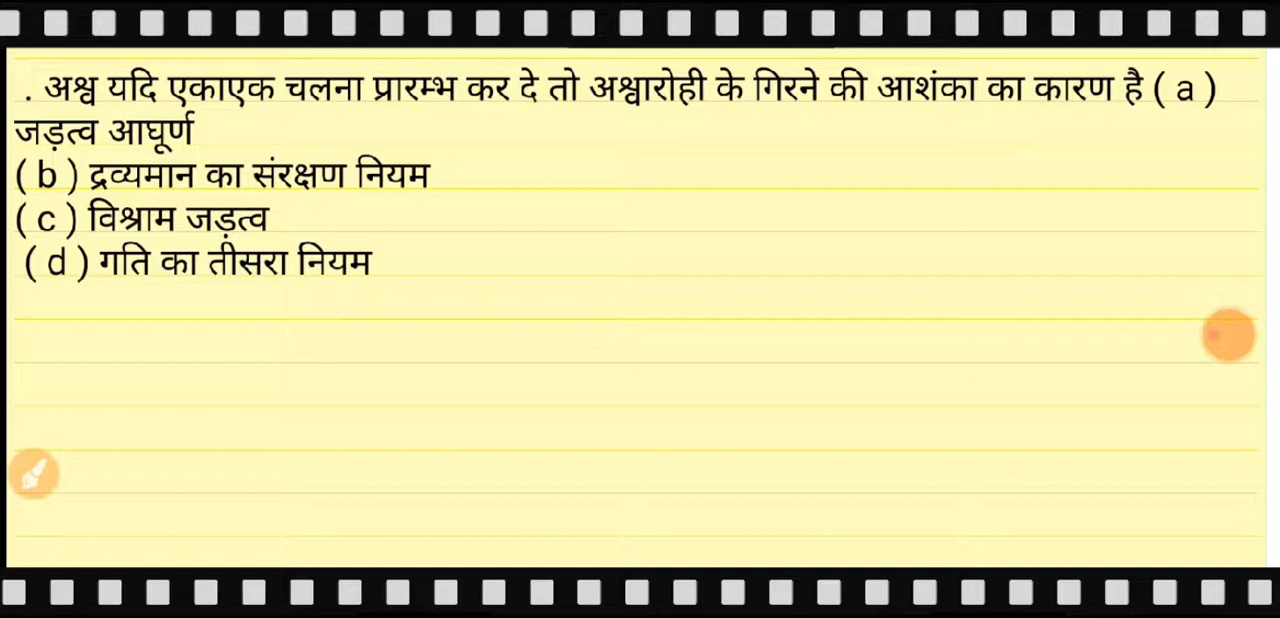 . अश्व यदि एकाएक चलना प्रारम्भ कर दे तो अश्वारोही के गिरने की आशंका का कारण है ( a )
जड़त्व आघूर्ण
( b ) द्रव्यमान का संरक्षण नियम
( c ) विश्राम जड़त्व
( d ) गति का तीसरा नियम